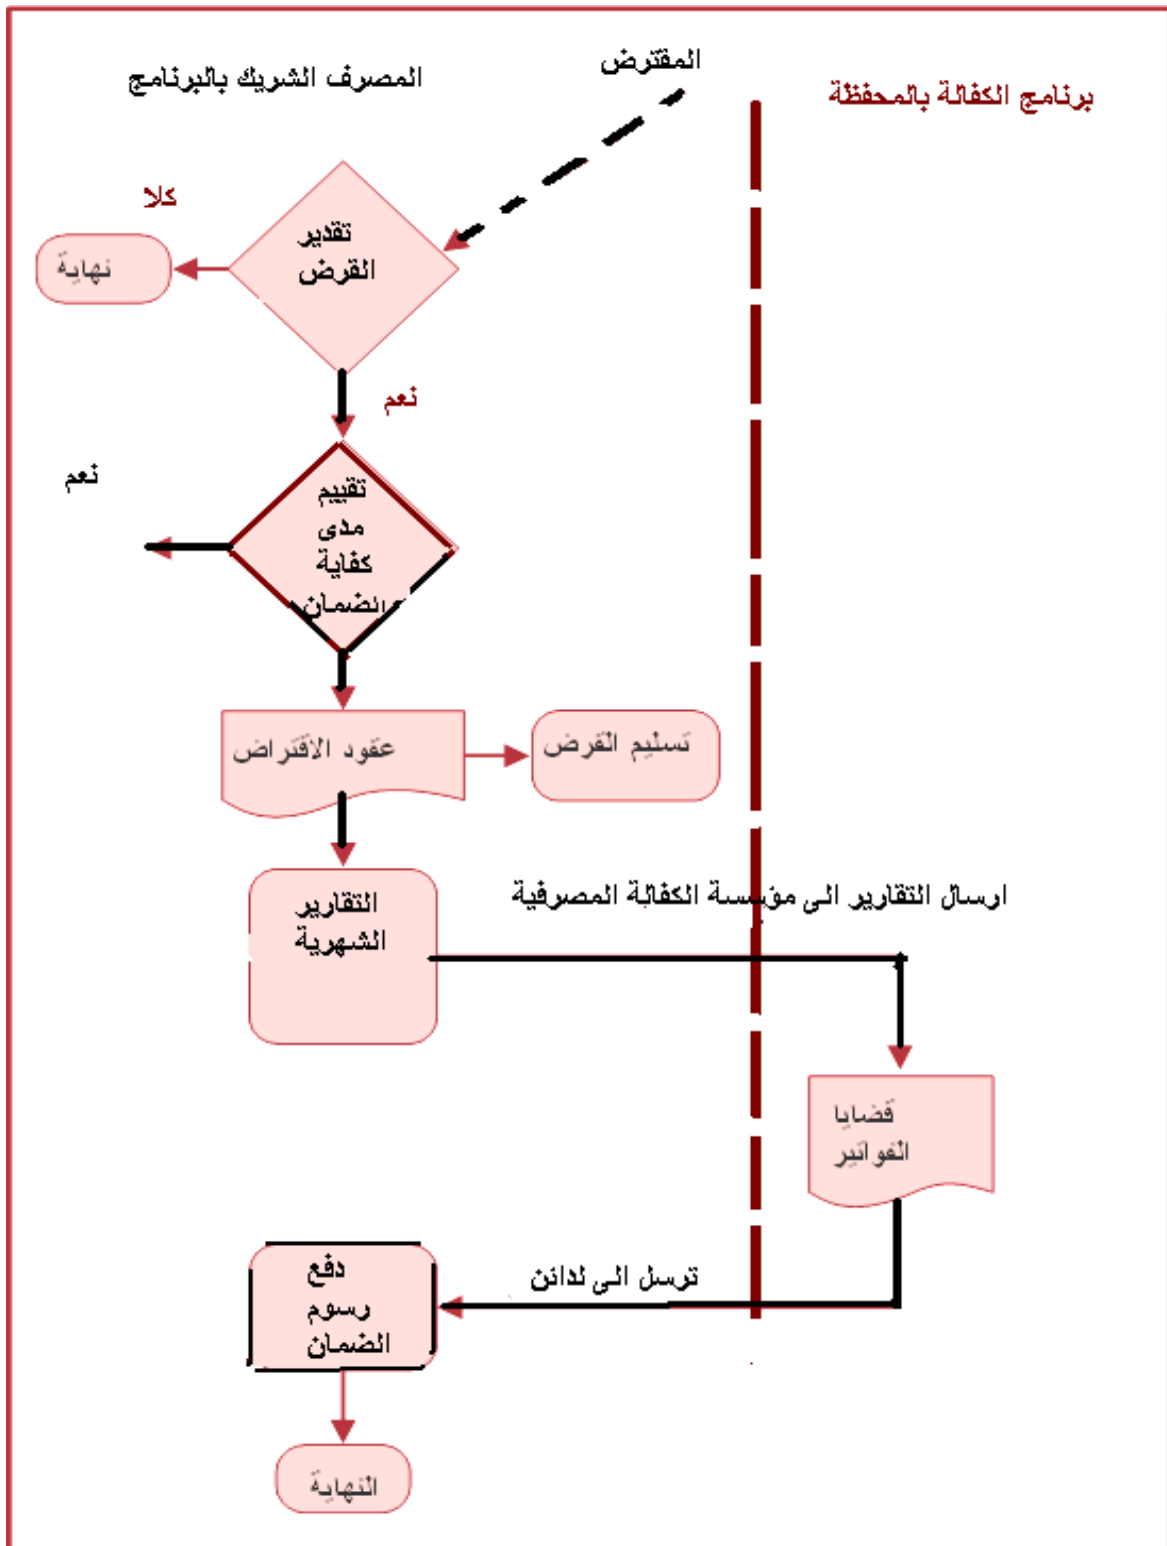 المقترض
المصرف الشريك بالبرنامج
برنامج الكفالة بالمحفظة
كلا
تقدير
القرض
نهاية
نعم
نعم
تقييم
مدى
كفاية
الضمان
عقود الاقتراض
تسليم القرض
التقارير
الشهرية
ارسال التقارير الى مؤسسة الكفالة المصرفية
قضايا
الفواتير
دفع
رسوم
الضمان
ترسل الى لدائن
النهاية